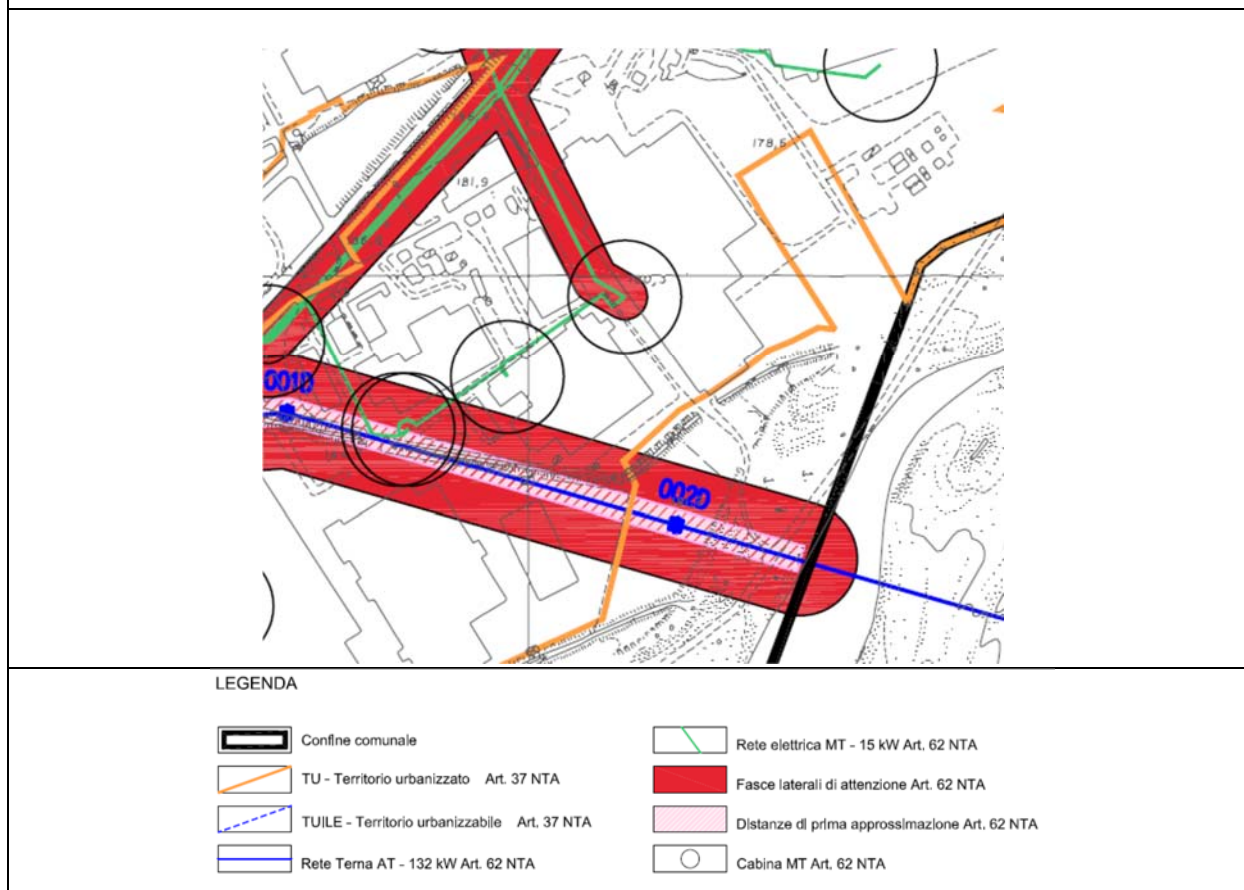 178,5
181,9
001D
002D
LEGENDA
Confine comunale
TU - Territorio urbanizzato Art. 37 NTA
TUILE - Territorio urbanizzabile Art. 37 NTA
Rete Terna AT - 132 kW Art. 62 NTA
Rete elettrica MT - 15 kW Art. 62 NTA
Fasce laterali di attenzione Art. 62 NTA
Distanze di prima approssimazione Art. 62 NTA
Cabina MT Art. 62 NTA